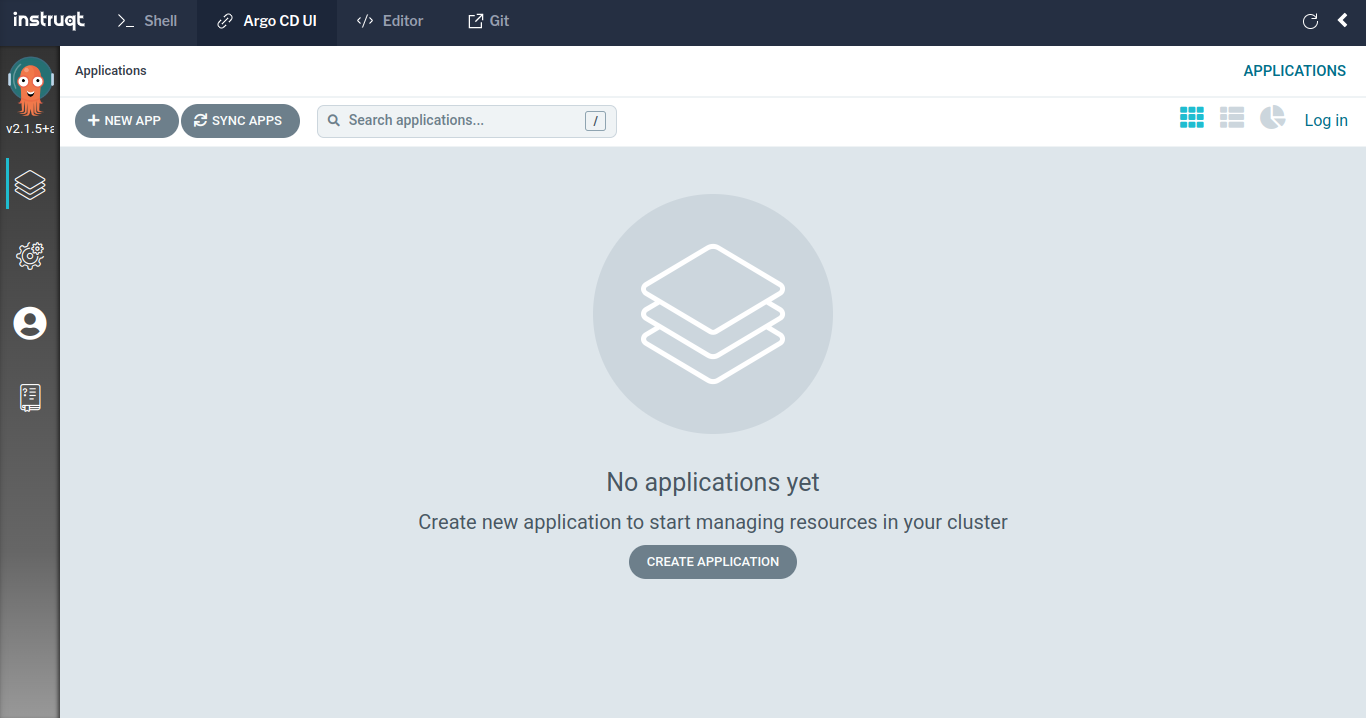 instruqt
Shell
Argo CD UI
Editor
Git
v2.1.5+a
Applications
APPLICATIONS
NEW APP
SYNC APPS
Search applications...
/
Log in
No applications yet
Create new application to start managing resources in your cluster
CREATE APPLICATION